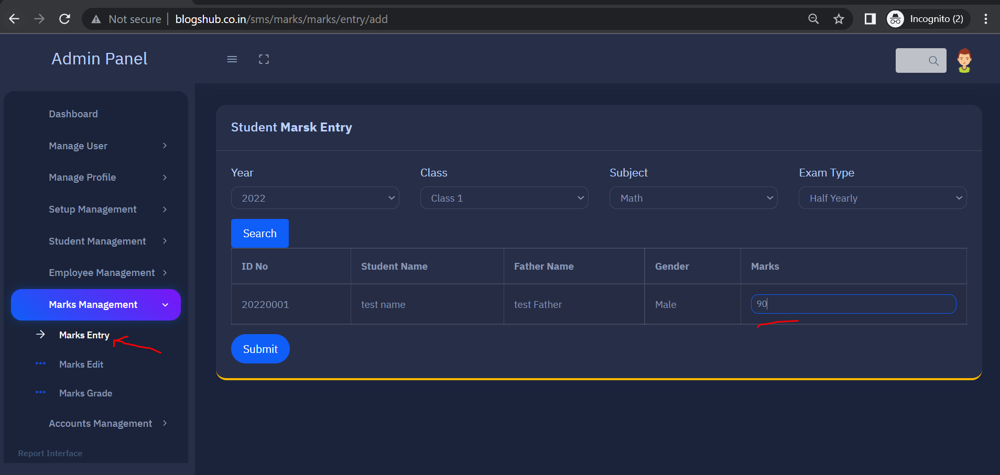 Not secure blogshub.co.in/sms/marks/marks/entry/add Incognito (2)
Admin Panel
Dashboard
Manage User
Manage Profile
Setup Management
Student Management
Employee Management
Marks Management
Marks Entry
Marks Edit
Marks Grade
Accounts Management
Report Interface
Student Marsk Entry
Year Class Subject Exam Type
2022 Class 1 Math Half Yearly
Search
ID No Student Name Father Name Gender Marks
20220001 test name test Father Male 90
Submit